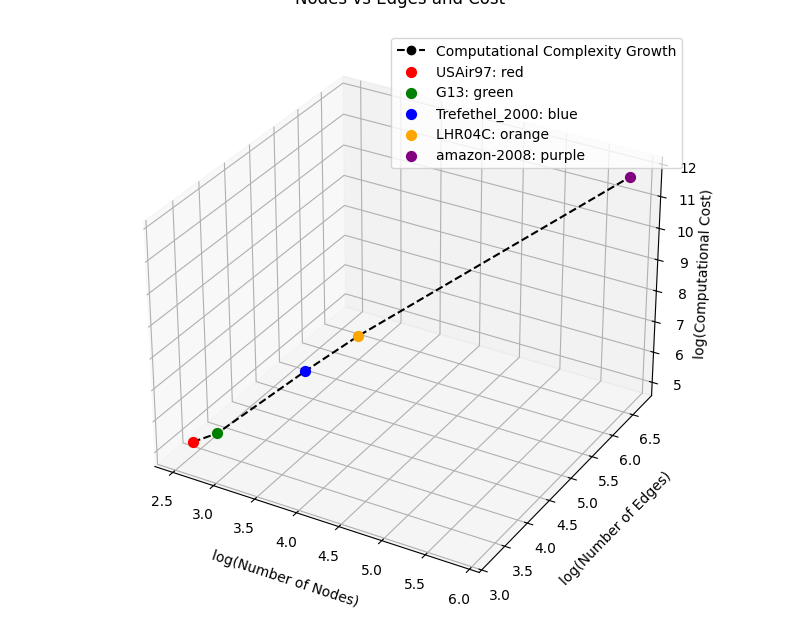 Nodes vs Edges and Cost
Computational Complexity Growth
USAir97: red
G13: green
Trefethel_2000: blue
LHR04C: orange
amazon-2008: purple
12
11
10
9
8
7
6
5
log(Computational Cost)
6.5
6.0
5.5
5.0
4.5
4.0
3.5
3.0
log(Number of Edges)
2.5
3.0
3.5
4.0
4.5
5.0
5.5
6.0
log(Number of Nodes)